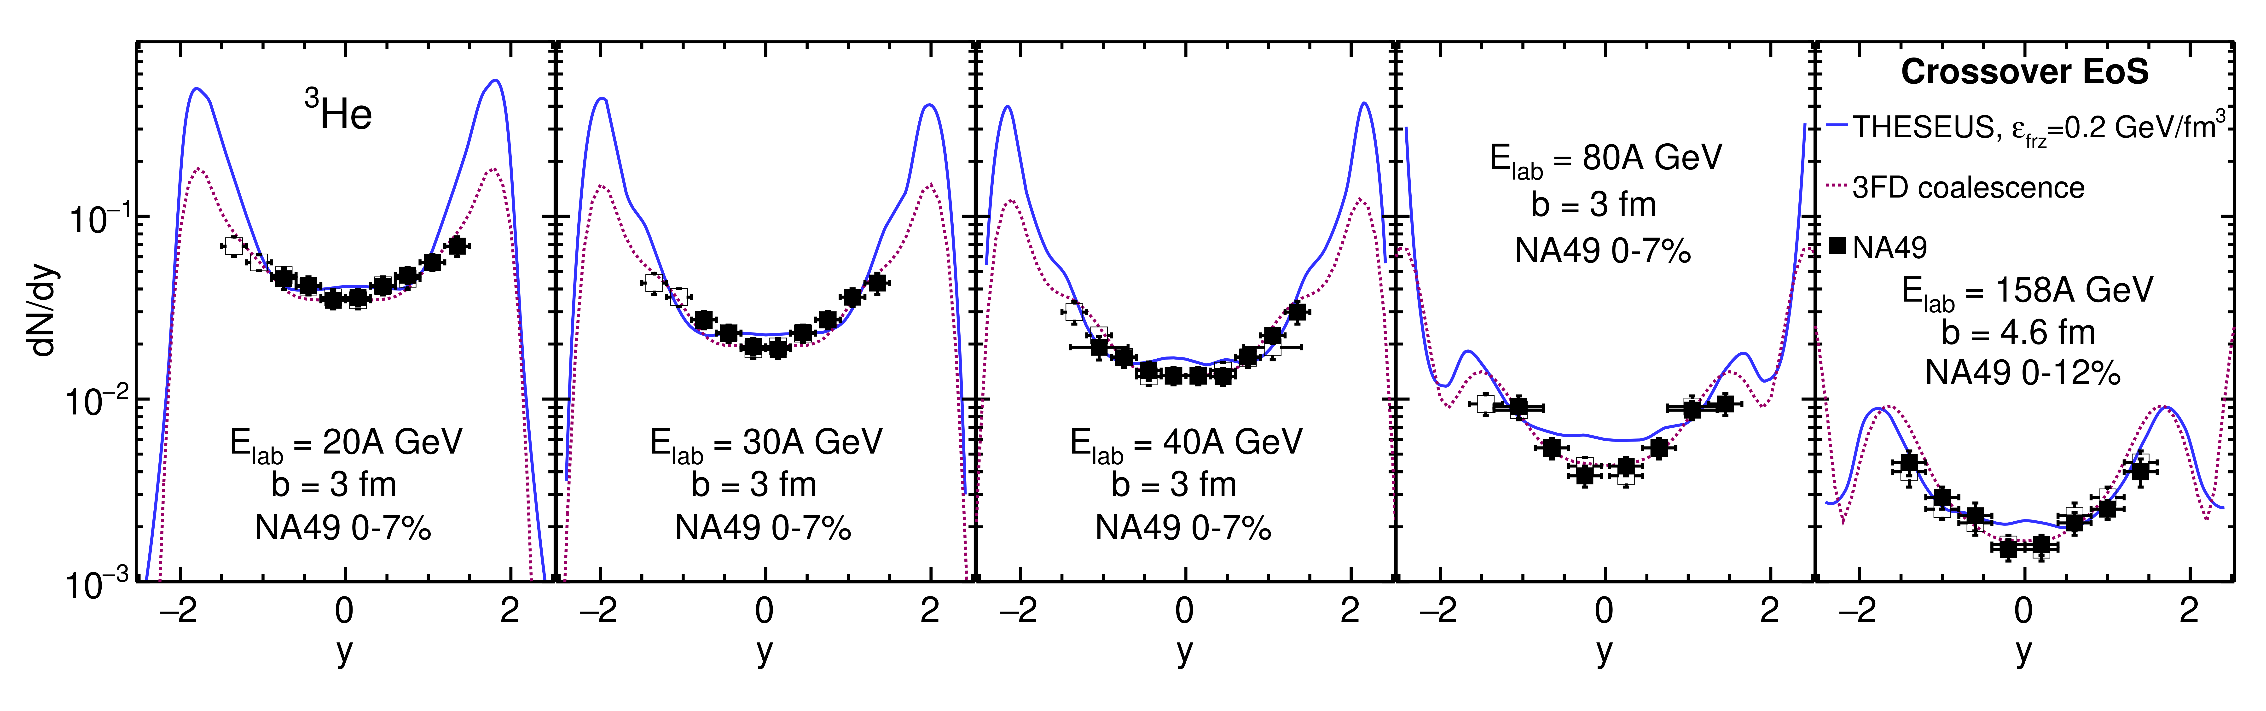 Crossover EoS
³He
THESEUS, ε_frz=0.2 GeV/fm³
3FD coalescence
NA49
E_lab = 20A GeV
b = 3 fm
NA49 0-7%
E_lab = 30A GeV
b = 3 fm
NA49 0-7%
E_lab = 40A GeV
b = 3 fm
NA49 0-7%
E_lab = 80A GeV
b = 3 fm
NA49 0-7%
E_lab = 158A GeV
b = 4.6 fm
NA49 0-12%
dN/dy
10⁻¹
10⁻²
10⁻³
−2 0 2 −2 0 2 −2 0 2 −2 0 2 −2 0 2
y y y y y